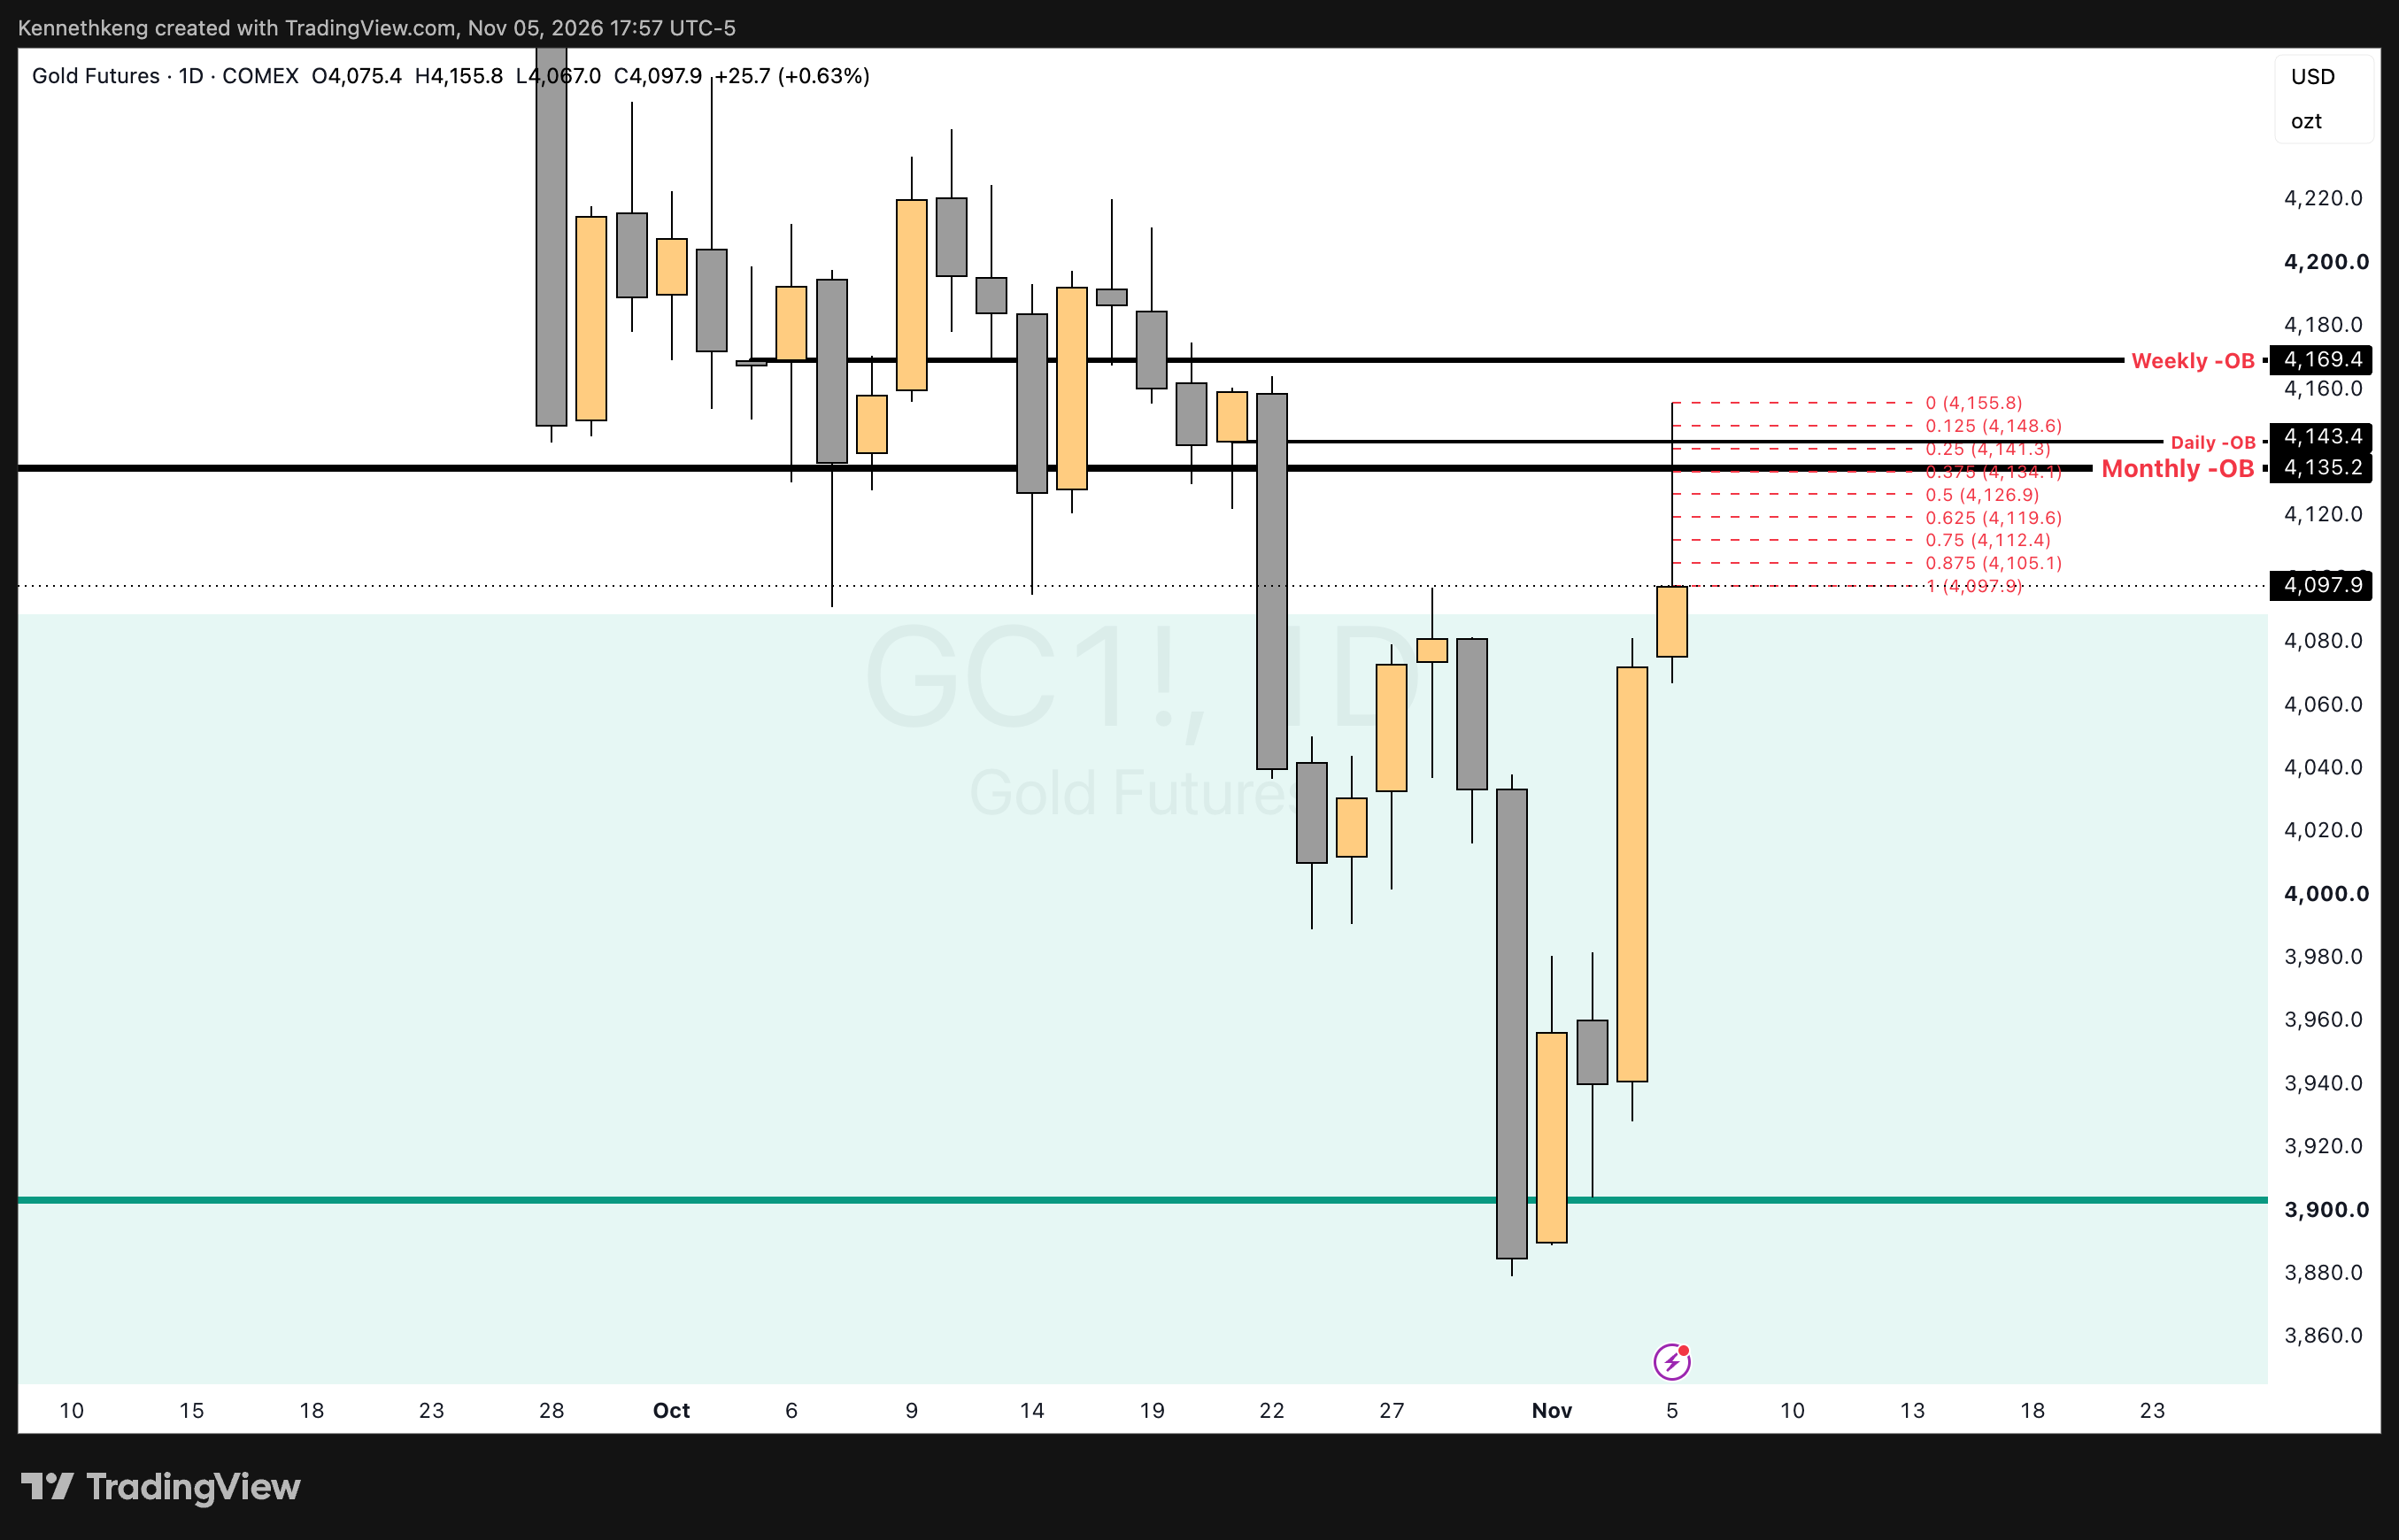 Kennethkeng created with TradingView.com, Nov 05, 2026 17:57 UTC-5
Gold Futures · 1D · COMEX O4,075.4 H4,155.8 L4,067.0 C4,097.9 +25.7 (+0.63%)
USD
ozt
4,220.0
4,200.0
4,180.0
Weekly -OB 4,169.4
4,160.0
0 (4,155.8)
0.125 (4,148.6)
Daily -OB 4,143.4
0.25 (4,141.3)
Monthly -OB 4,135.2
0.375 (4,134.1)
0.5 (4,126.9)
4,120.0
0.625 (4,119.6)
0.75 (4,112.4)
0.875 (4,105.1)
1 (4,097.9)
4,097.9
GC1!, 1D
Gold Futures
4,080.0
4,060.0
4,040.0
4,020.0
4,000.0
3,980.0
3,960.0
3,940.0
3,920.0
3,900.0
3,880.0
3,860.0
10 15 18 23 28 Oct 6 9 14 19 22 27 Nov 5 10 13 18 23
TradingView